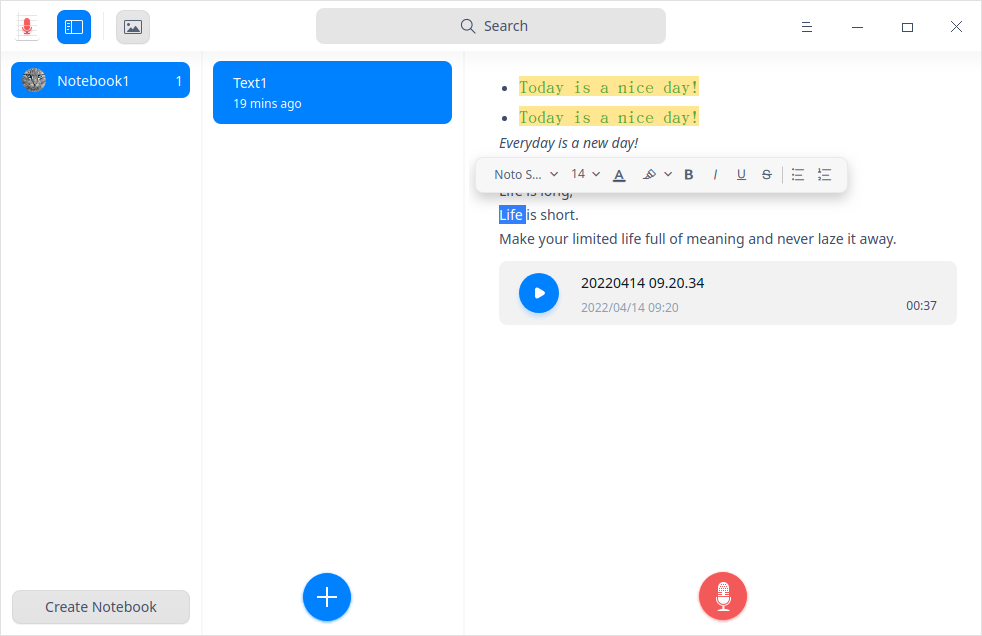 Search
Notebook1 1
Text1
19 mins ago
Today is a nice day!
Today is a nice day!
Everyday is a new day!
Noto S... 14 A B I U S
Life is long,
Life is short.
Make your limited life full of meaning and never laze it away.
20220414 09.20.34
2022/04/14 09:20
00:37
Create Notebook